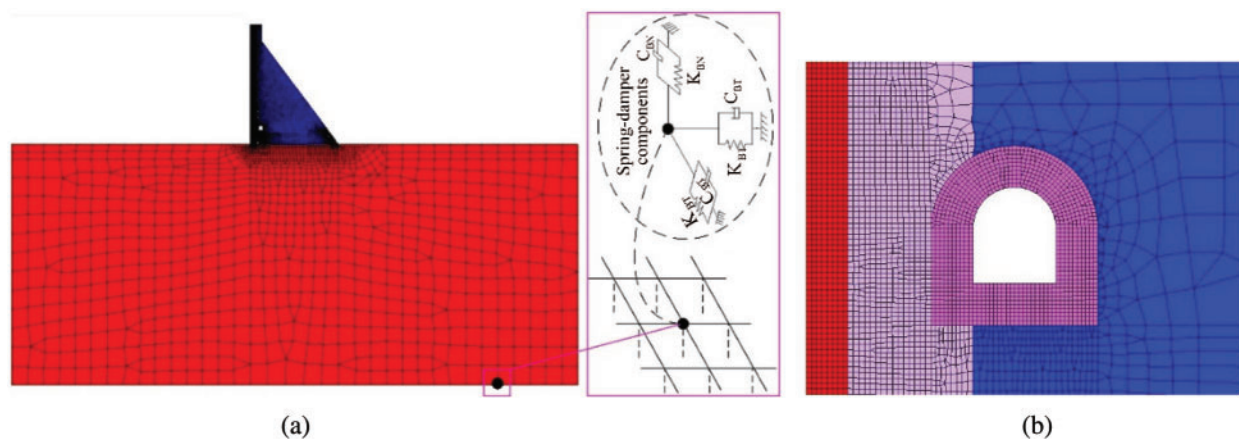 Spring-damper
components
C_BN
K_BN
C_BT
K_BT
K_BT
C_BT
(a)
(b)